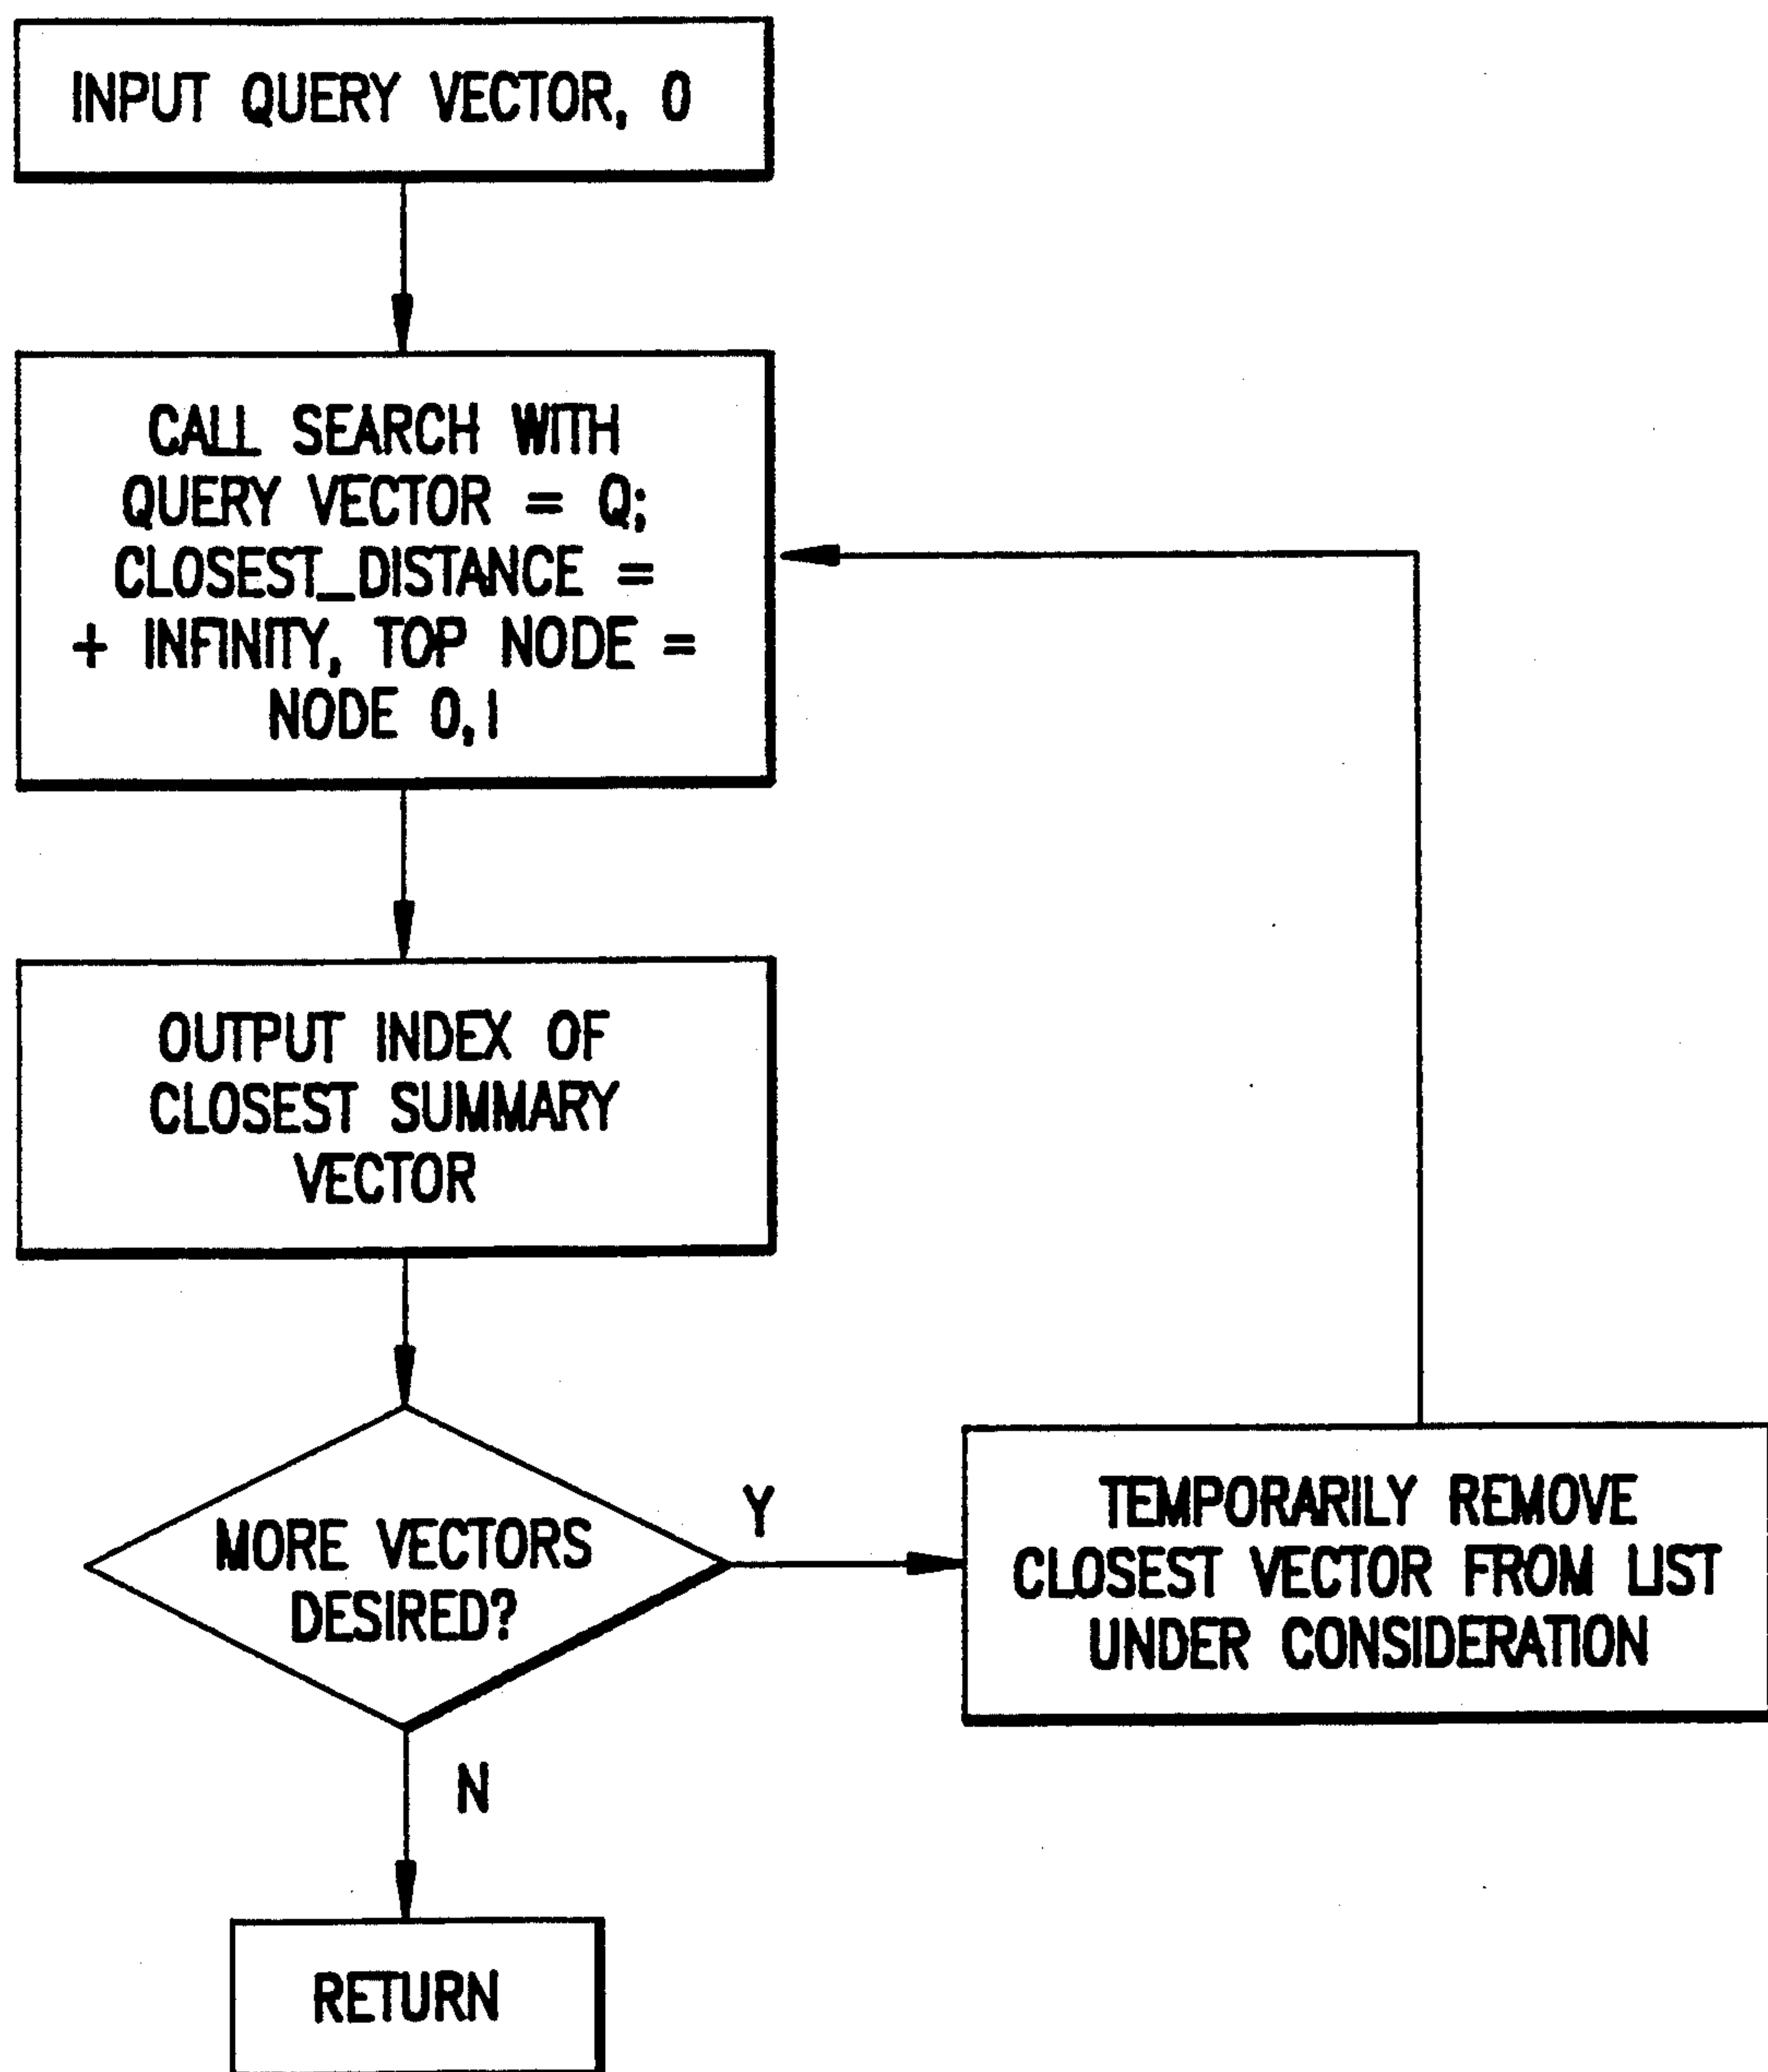 INPUT QUERY VECTOR, 0
CALL SEARCH WITH
QUERY VECTOR = Q;
CLOSEST_DISTANCE =
+ INFINITY, TOP NODE =
NODE 0,1
OUTPUT INDEX OF
CLOSEST SUMMARY
VECTOR
MORE VECTORS
DESIRED?
Y
TEMPORARILY REMOVE
CLOSEST VECTOR FROM LIST
UNDER CONSIDERATION
N
RETURN